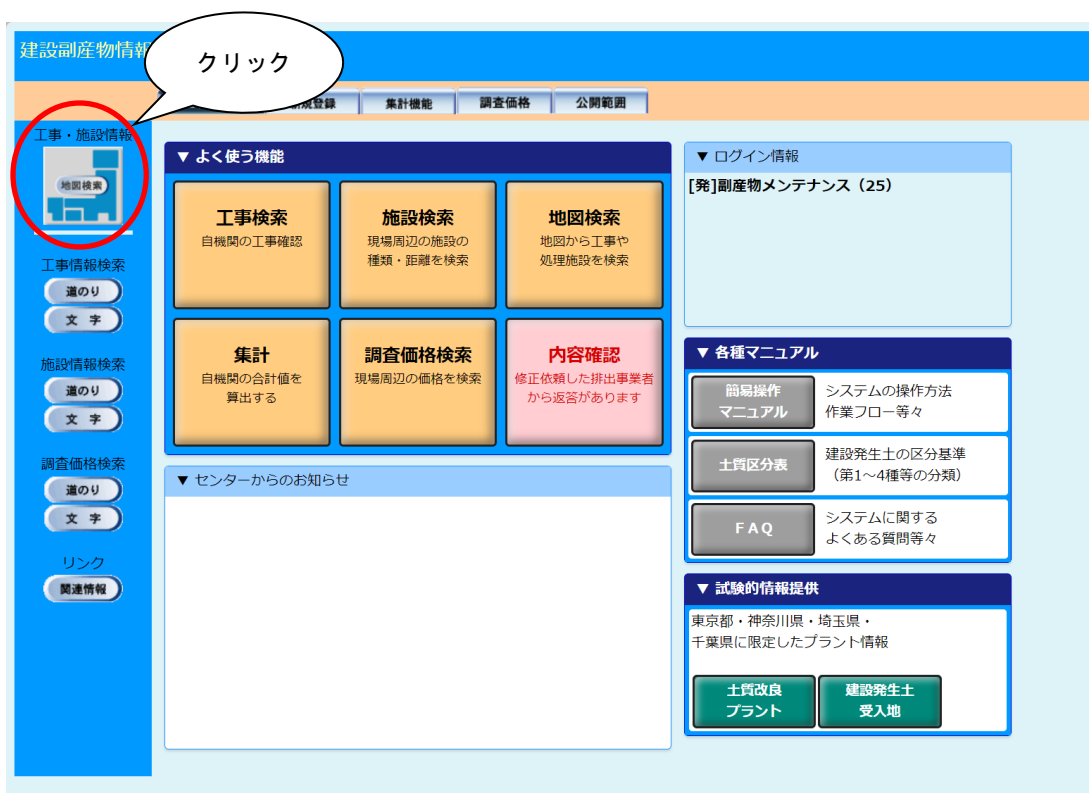 建設副産物情報
クリック
規登録
集計機能
調査価格
公開範囲
工事・施設情報
地図検索
工事情報検索
道のり
文 字
施設情報検索
道のり
文 字
調査価格検索
道のり
文 字
リンク
関連情報
▼ よく使う機能
工事検索
自機関の工事確認
施設検索
現場周辺の施設の
種類・距離を検索
地図検索
地図から工事や
処理施設を検索
集計
自機関の合計値を
算出する
調査価格検索
現場周辺の価格を検索
内容確認
修正依頼した排出事業者
から返答があります
▼ センターからのお知らせ
▼ ログイン情報
[発]副産物メンテナンス（25）
▼ 各種マニュアル
簡易操作
マニュアル
システムの操作方法
作業フロー等々
土質区分表
建設発生土の区分基準
（第1～4種等の分類)
ＦＡＱ
システムに関する
よくある質問等々
▼ 試験的情報提供
東京都・神奈川県・埼玉県・
千葉県に限定したプラント情報
土質改良
プラント
建設発生土
受入地